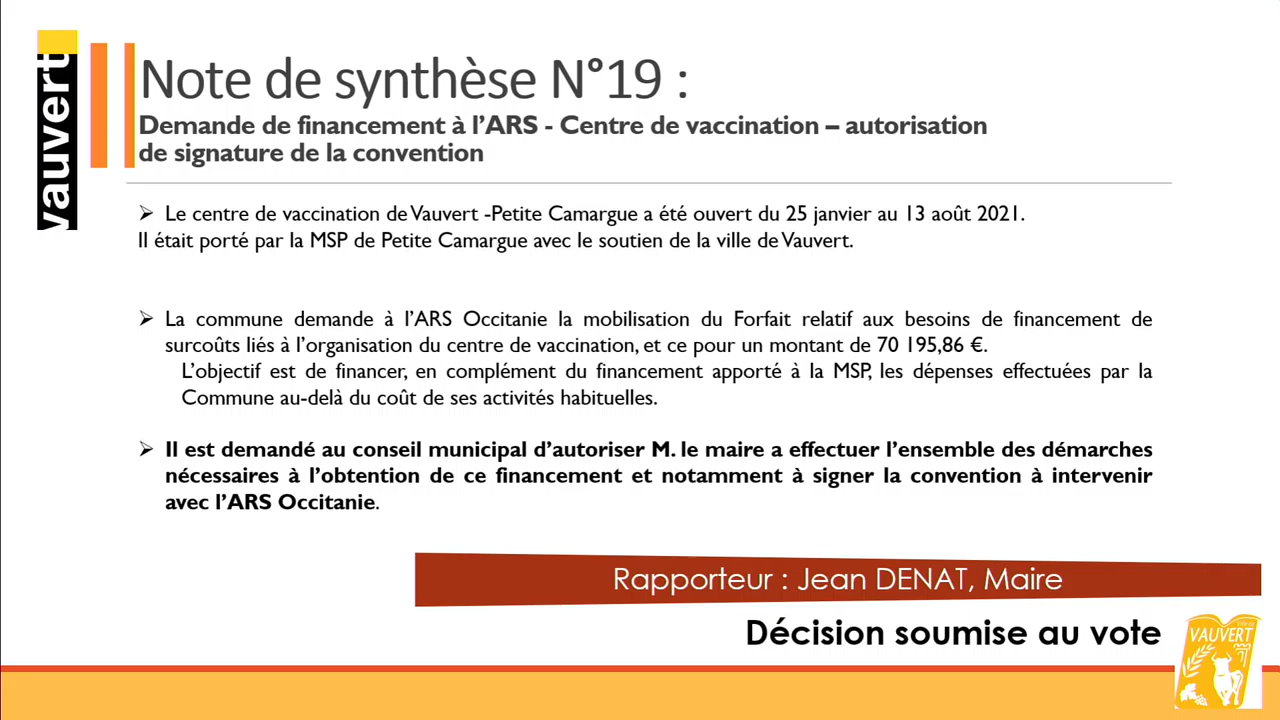 vauvert
Note de synthèse N°19 :
Demande de financement à l’ARS - Centre de vaccination – autorisation
de signature de la convention
➢ Le centre de vaccination de Vauvert -Petite Camargue a été ouvert du 25 janvier au 13 août 2021.
Il était porté par la MSP de Petite Camargue avec le soutien de la ville de Vauvert.
➢ La commune demande à l’ARS Occitanie la mobilisation du Forfait relatif aux besoins de financement de
surcoûts liés à l’organisation du centre de vaccination, et ce pour un montant de 70 195,86 €.
L’objectif est de financer, en complément du financement apporté à la MSP, les dépenses effectuées par la
Commune au-delà du coût de ses activités habituelles.
➢ Il est demandé au conseil municipal d’autoriser M. le maire a effectuer l’ensemble des démarches
nécessaires à l’obtention de ce financement et notamment à signer la convention à intervenir
avec l’ARS Occitanie.
Rapporteur : Jean DENAT, Maire
Décision soumise au vote
VAUVERT